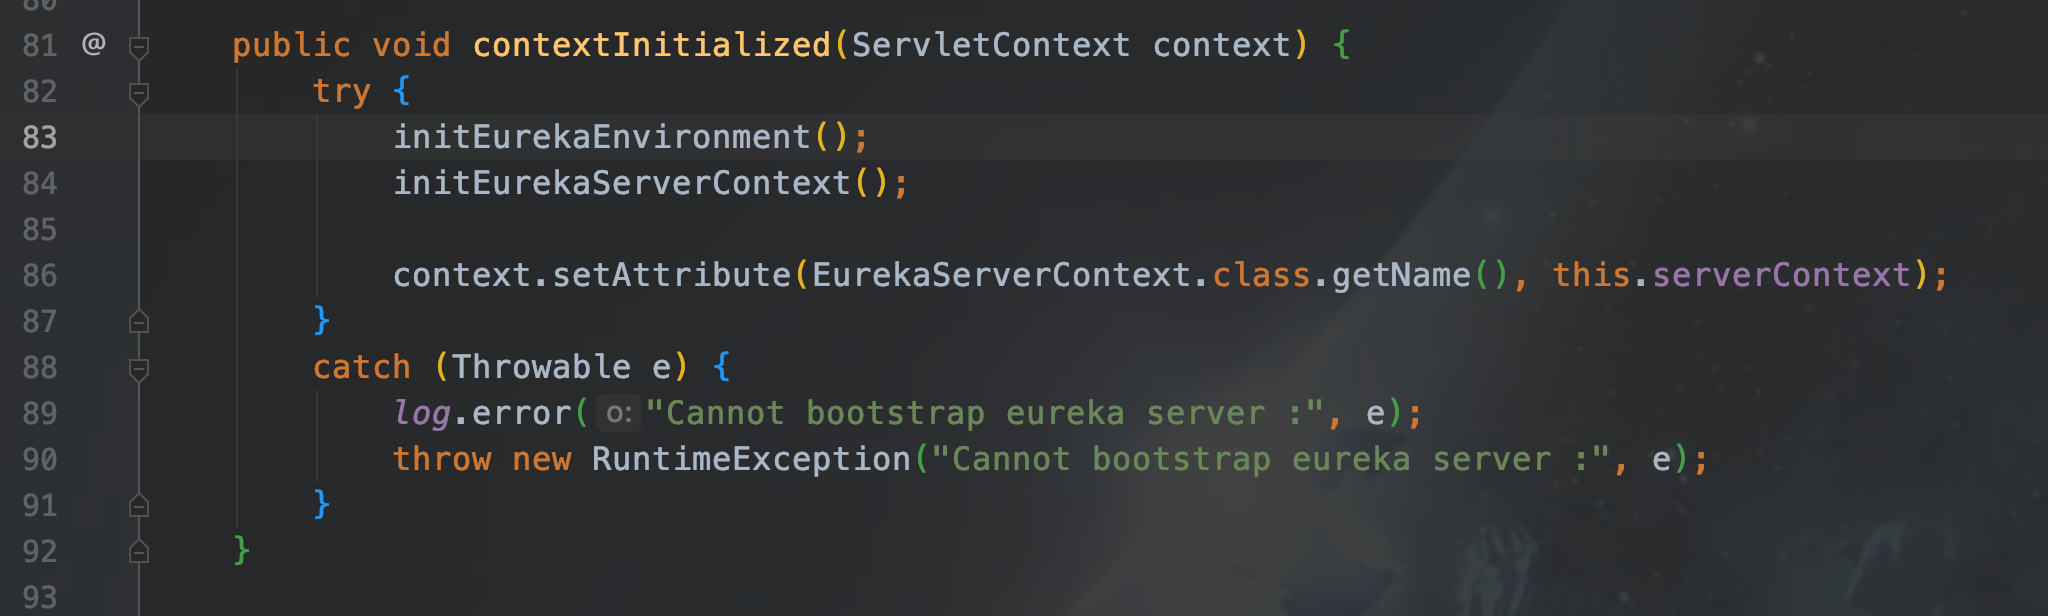 80
81 @ public void contextInitialized(ServletContext context) {
82 try {
83 initEurekaEnvironment();
84 initEurekaServerContext();
85
86 context.setAttribute(EurekaServerContext.class.getName(), this.serverContext);
87 }
88 catch (Throwable e) {
89 log.error( o: "Cannot bootstrap eureka server :", e);
90 throw new RuntimeException("Cannot bootstrap eureka server :", e);
91 }
92 }
93